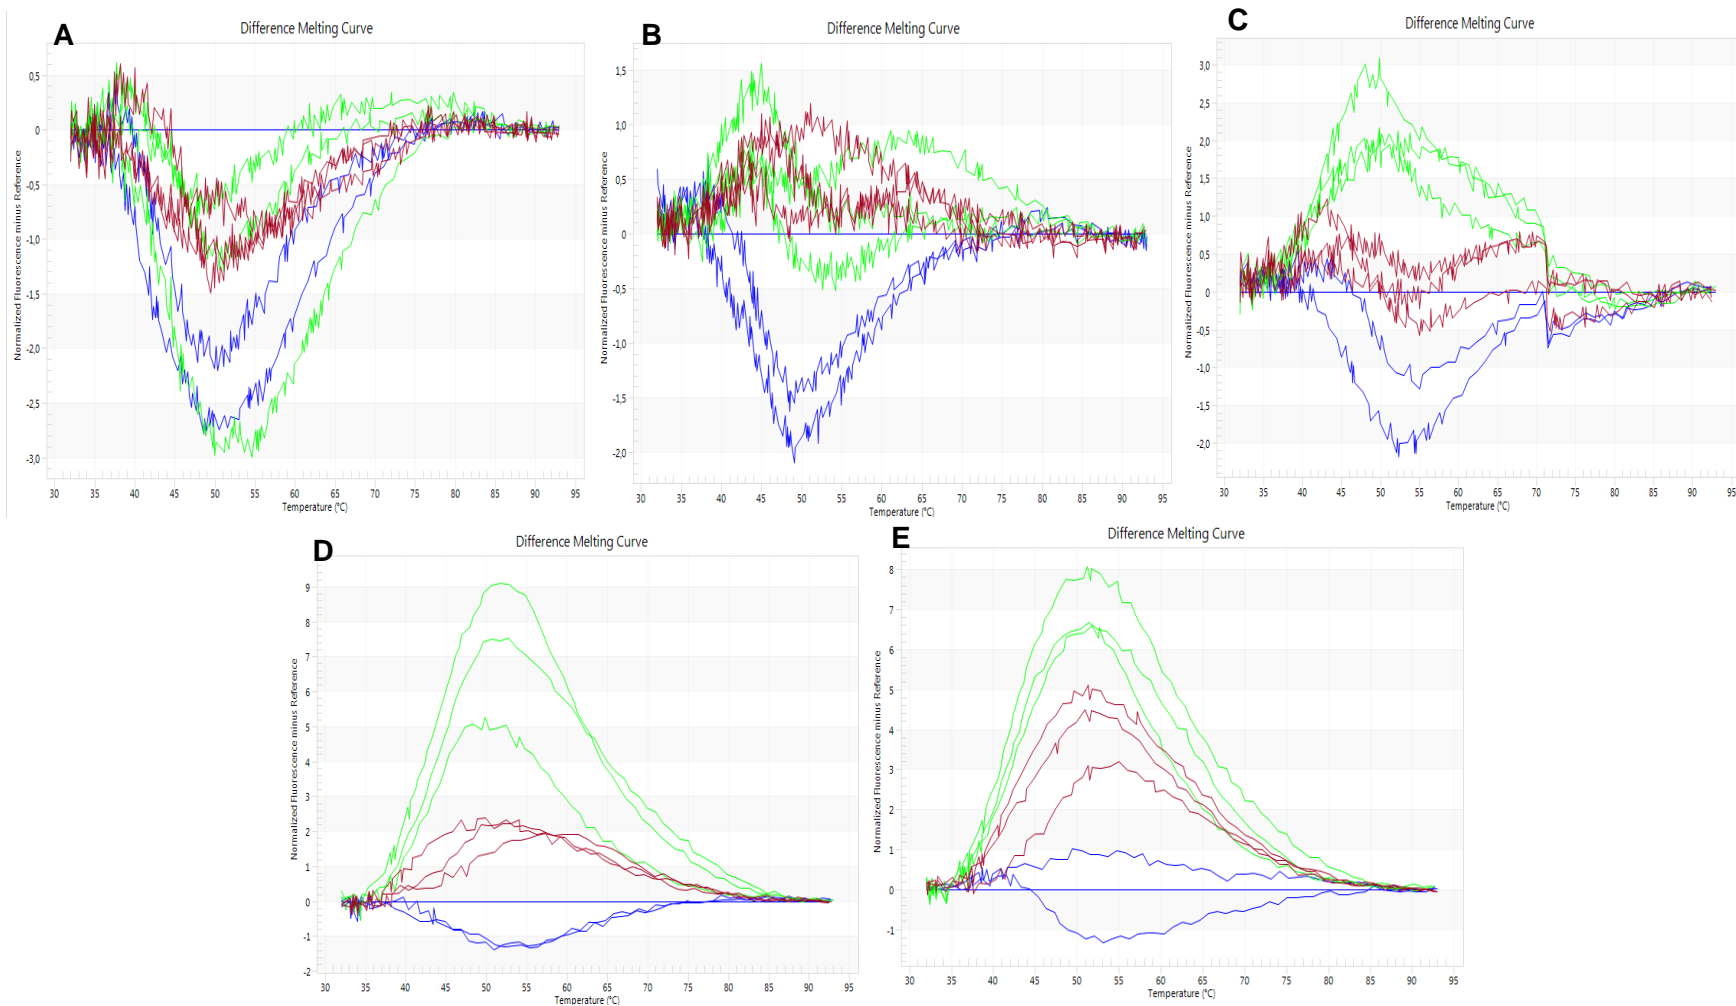 A
Difference Melting Curve
Normalized Fluorescence minus Reference
0,5
0
-0,5
-1,0
-1,5
-2,0
-2,5
-3,0
30 35 40 45 50 55 60 65 70 75 80 85 90 95
Temperature (°C)
B
Difference Melting Curve
Normalized Fluorescence minus Reference
1,5
1,0
0,5
0
-0,5
-1,0
-1,5
-2,0
30 35 40 45 50 55 60 65 70 75 80 85 90 95
Temperature (°C)
C
Difference Melting Curve
Normalized Fluorescence minus Reference
3,0
2,5
2,0
1,5
1,0
0,5
0
-0,5
-1,0
-1,5
-2,0
30 35 40 45 50 55 60 65 70 75 80 85 90 95
Temperature (°C)
D
Difference Melting Curve
Normalized Fluorescence minus Reference
9
8
7
6
5
4
3
2
1
0
-1
-2
30 35 40 45 50 55 60 65 70 75 80 85 90 95
Temperature (°C)
E
Difference Melting Curve
Normalized Fluorescence minus Reference
8
7
6
5
4
3
2
1
0
-1
30 35 40 45 50 55 60 65 70 75 80 85 90 95
Temperature (°C)